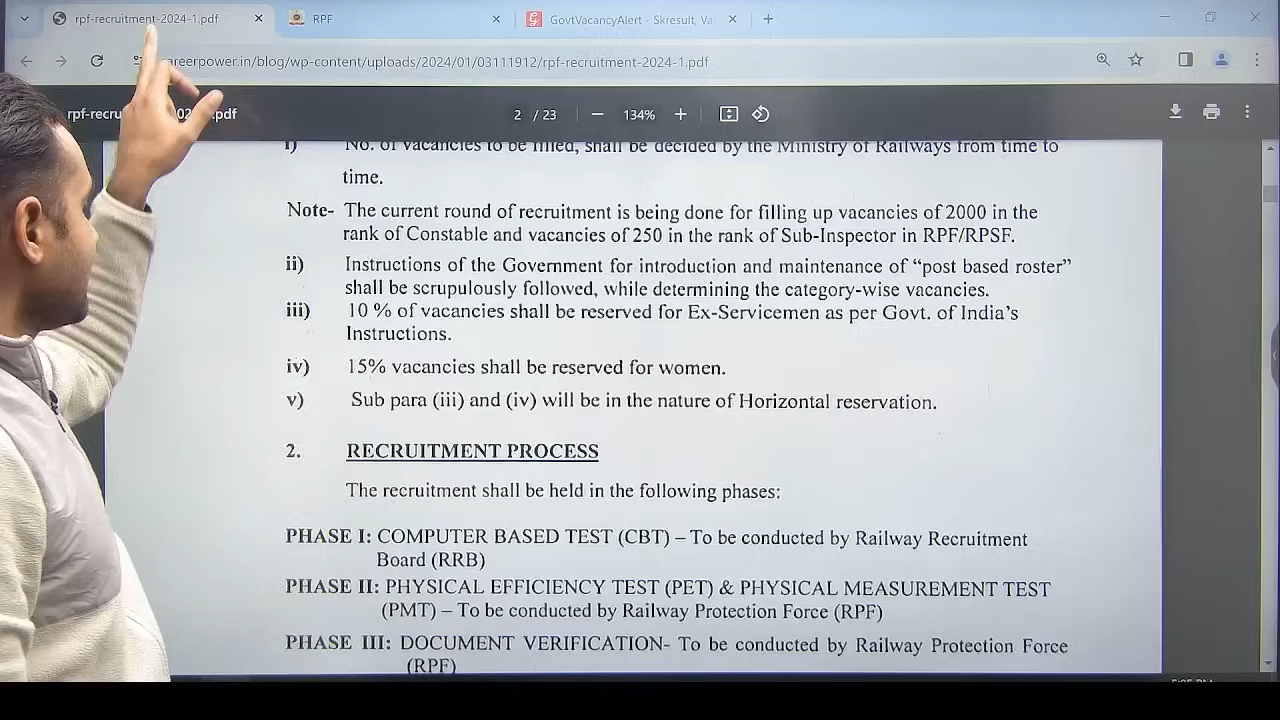 rpf-recruitment-2024-1.pdf
RPF
GovtVacancyAlert - Skresult, Va
careerpower.in/blog/wp-content/uploads/2024/01/03111912/rpf-recruitment-2024-1.pdf
2 / 23
134%
i) No. of vacancies to be filled, shall be decided by the Ministry of Railways from time to
time.
Note- The current round of recruitment is being done for filling up vacancies of 2000 in the
rank of Constable and vacancies of 250 in the rank of Sub-Inspector in RPF/RPSF.
ii) Instructions of the Government for introduction and maintenance of “post based roster”
shall be scrupulously followed, while determining the category-wise vacancies.
iii) 10 % of vacancies shall be reserved for Ex-Servicemen as per Govt. of India’s
Instructions.
iv) 15% vacancies shall be reserved for women.
v) Sub para (iii) and (iv) will be in the nature of Horizontal reservation.
2. RECRUITMENT PROCESS
The recruitment shall be held in the following phases:
PHASE I: COMPUTER BASED TEST (CBT) – To be conducted by Railway Recruitment
Board (RRB)
PHASE II: PHYSICAL EFFICIENCY TEST (PET) & PHYSICAL MEASUREMENT TEST
(PMT) – To be conducted by Railway Protection Force (RPF)
PHASE III: DOCUMENT VERIFICATION- To be conducted by Railway Protection Force
(RPF)